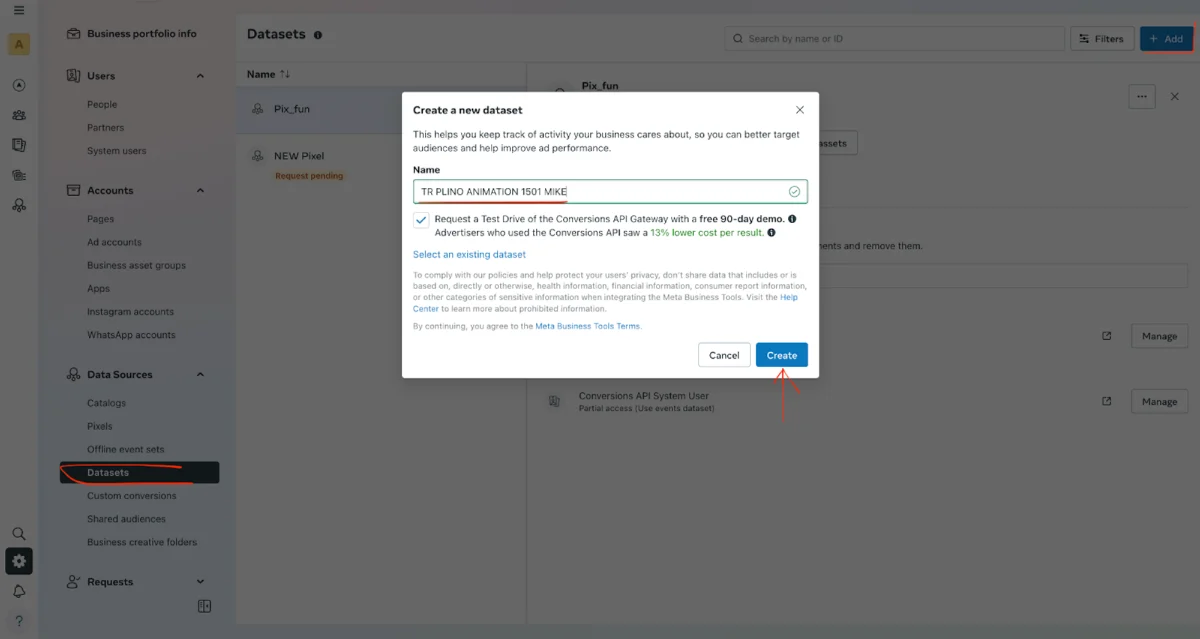 A
Business portfolio info
Users
People
Partners
System users
Accounts
Pages
Ad accounts
Business asset groups
Apps
Instagram accounts
WhatsApp accounts
Data Sources
Catalogs
Pixels
Offline event sets
Datasets
Custom conversions
Shared audiences
Business creative folders
Requests
?
Datasets
Search by name or ID
Filters
+ Add
Name
Pix_fun
NEW Pixel
Request pending
Pix_fun
assets
Create a new dataset
This helps you keep track of activity your business cares about, so you can better target
audiences and help improve ad performance.
Name
TR PLINO ANIMATION 1501 MIKE
Request a Test Drive of the Conversions API Gateway with a free 90-day demo.
Advertisers who used the Conversions API saw a 13% lower cost per result.
Select an existing dataset
To comply with our policies and help protect your users' privacy, don't share data that includes or is
based on, directly or otherwise, health information, financial information, consumer report information,
or other categories of sensitive information when integrating the Meta Business Tools. Visit the Help
Center to learn more about prohibited information.
By continuing, you agree to the Meta Business Tools Terms.
Cancel
Create
and remove them.
Manage
Conversions API System User
Partial access (Use events dataset)
Manage